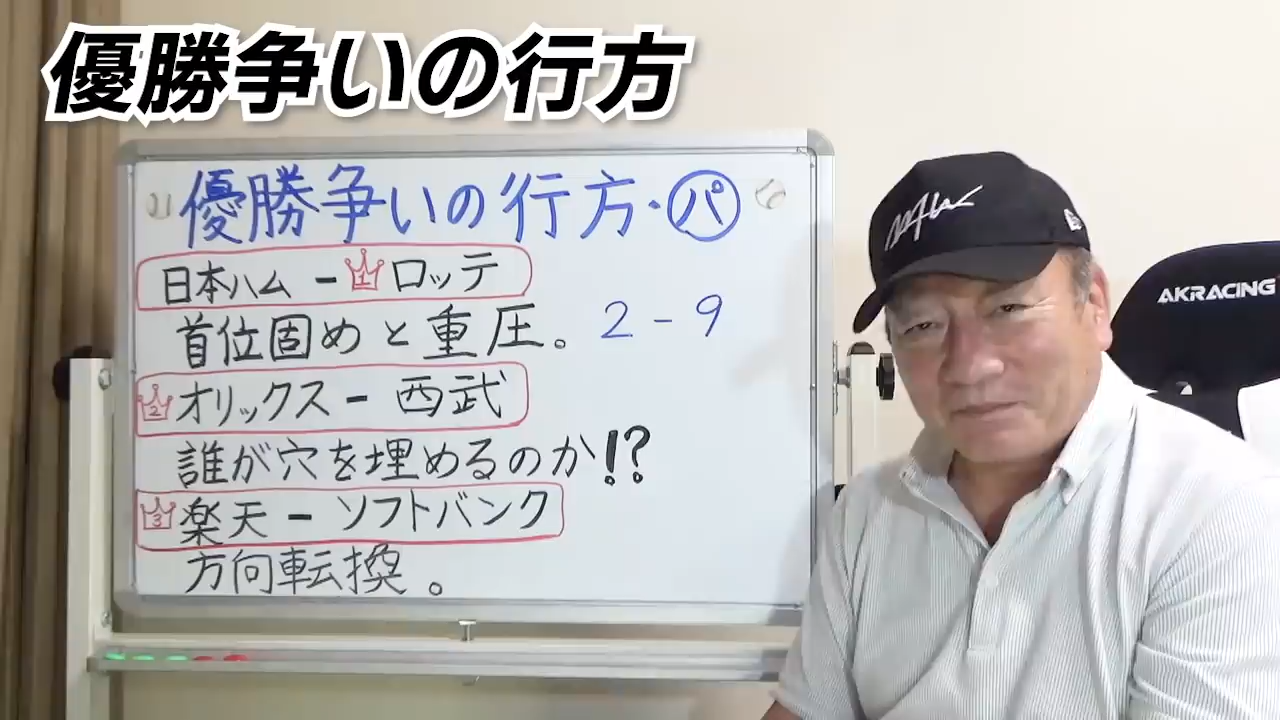 優勝争いの行方
優勝争いの行方・パ
日本ハム - 1 ロッテ
首位固めと重圧。 2 - 9
2 オリックス - 西武
誰が穴を埋めるのか!?
3 楽天 - ソフトバンク
方向転換。
AKRACING